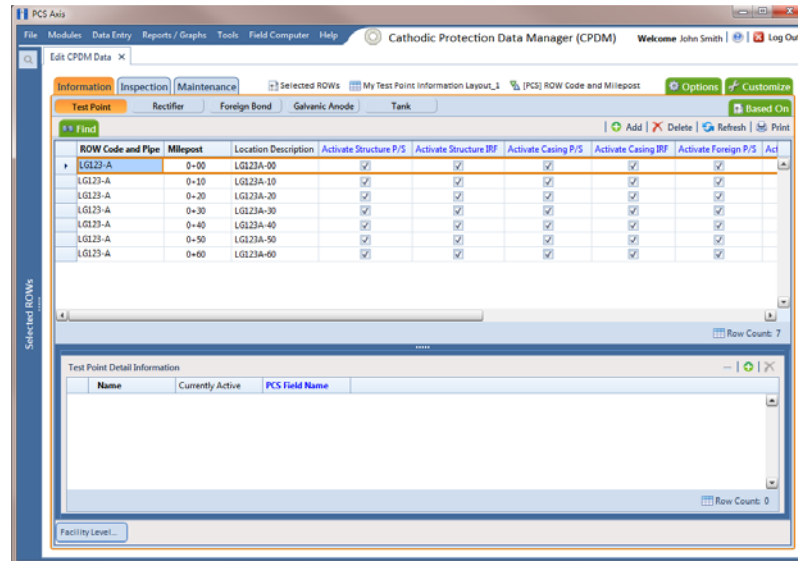 PCS Axis
File Modules Data Entry Reports / Graphs Tools Field Computer Help Cathodic Protection Data Manager (CPDM) Welcome John Smith Log Out
Edit CPDM Data ×
Information Inspection Maintenance Selected ROWs My Test Point Information Layout_1 [PCS] ROW Code and Milepost Options Customize
Test Point Rectifier Foreign Bond Galvanic Anode Tank Based On
Find Add Delete Refresh Print
ROW Code and Pipe Milepost Location Description Activate Structure P/S Activate Structure IRF Activate Casing P/S Activate Casing IRF Activate Foreign P/S Act
LG123-A 0+00 LG123A-00
LG123-A 0+10 LG123A-10
LG123-A 0+20 LG123A-20
LG123-A 0+30 LG123A-30
LG123-A 0+40 LG123A-40
LG123-A 0+50 LG123A-50
LG123-A 0+60 LG123A-60
Selected ROWs
Row Count: 7
Test Point Detail Information
Name Currently Active PCS Field Name
Row Count: 0
Facility Level...